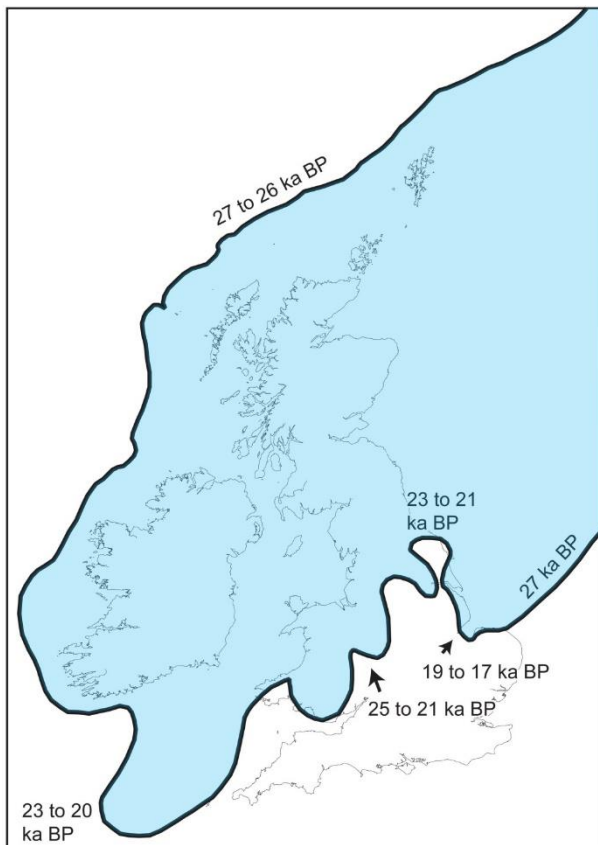 27 to 26 ka BP
23 to 21
ka BP
27 ka BP
19 to 17 ka BP
25 to 21 ka BP
23 to 20
ka BP